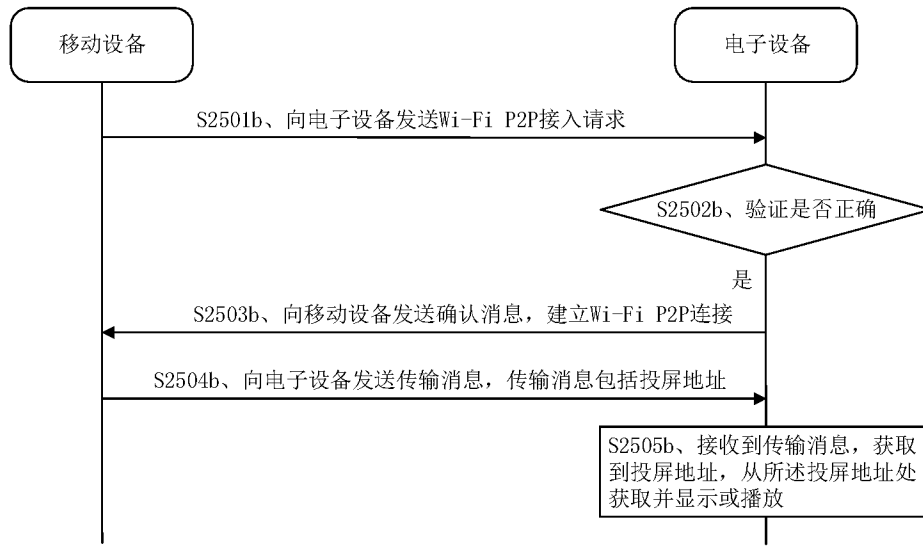 移动设备
电子设备
S2501b、向电子设备发送Wi-Fi P2P接入请求
S2502b、验证是否正确
是
S2503b、向移动设备发送确认消息，建立Wi-Fi P2P连接
S2504b、向电子设备发送传输消息，传输消息包括投屏地址
S2505b、接收到传输消息，获取
到投屏地址，从所述投屏地址处
获取并显示或播放